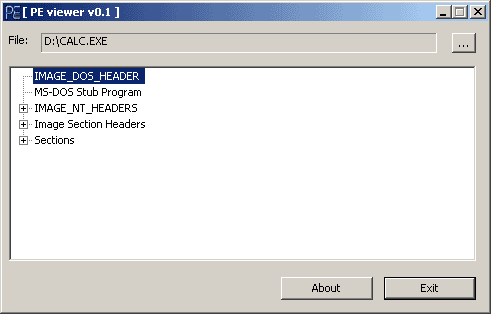 PE [ PE viewer v0.1 ]
File: D:\CALC.EXE ...
IMAGE_DOS_HEADER
MS-DOS Stub Program
IMAGE_NT_HEADERS
Image Section Headers
Sections
About Exit